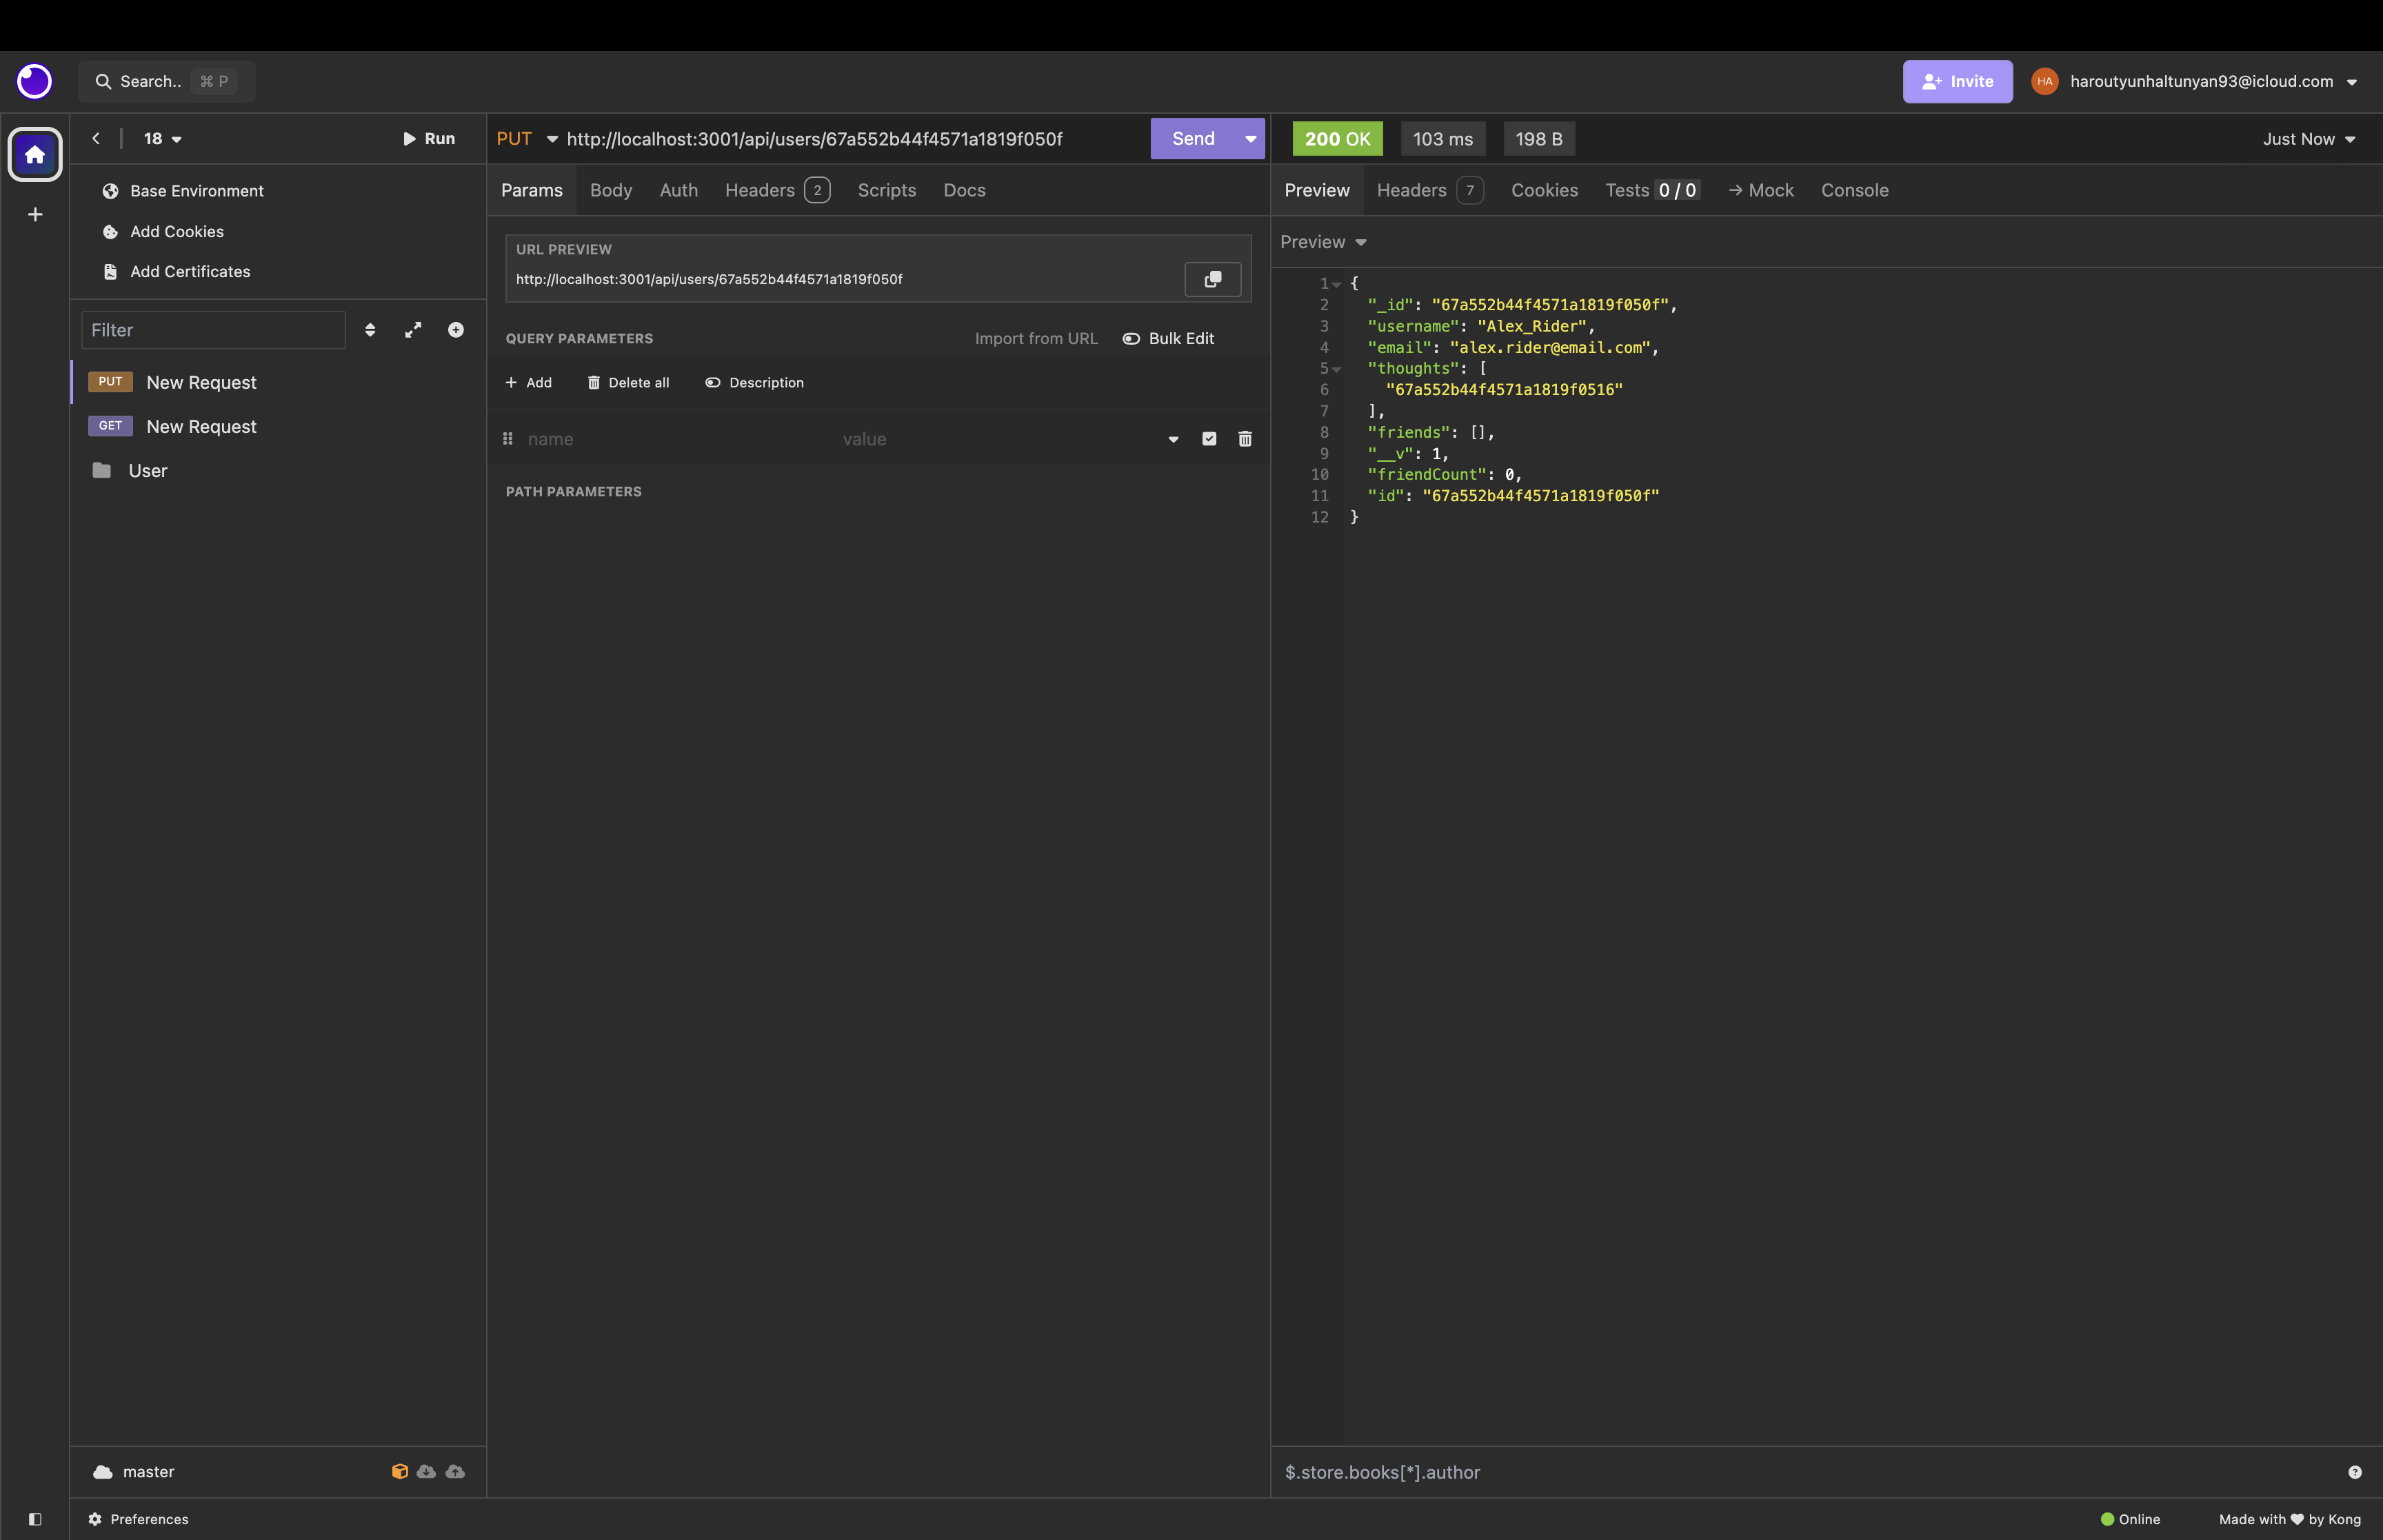 Search.. ⌘ P
Invite
HA haroutyunhaltunyan93@icloud.com
18
Run
Base Environment
Add Cookies
Add Certificates
Filter
PUT New Request
GET New Request
User
master
PUT http://localhost:3001/api/users/67a552b44f4571a1819f050f Send
Params Body Auth Headers 2 Scripts Docs
URL PREVIEW
http://localhost:3001/api/users/67a552b44f4571a1819f050f
QUERY PARAMETERS Import from URL Bulk Edit
+ Add Delete all Description
name value
PATH PARAMETERS
200 OK 103 ms 198 B Just Now
Preview Headers 7 Cookies Tests 0 / 0 → Mock Console
Preview
1 {
2 "_id": "67a552b44f4571a1819f050f",
3 "username": "Alex_Rider",
4 "email": "alex.rider@email.com",
5 "thoughts": [
6 "67a552b44f4571a1819f0516"
7 ],
8 "friends": [],
9 "__v": 1,
10 "friendCount": 0,
11 "id": "67a552b44f4571a1819f050f"
12 }
$.store.books[*].author
Preferences
Online
Made with ♥ by Kong